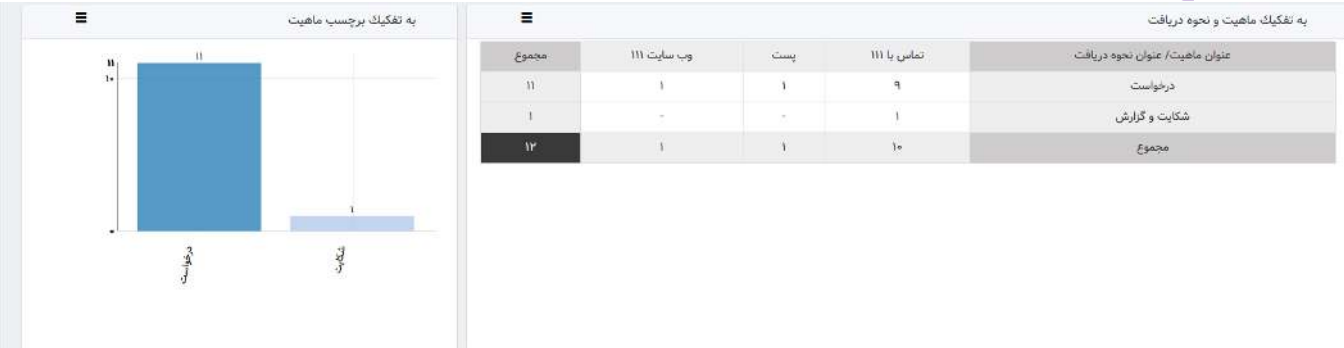 به تفکیك ماهیت و نحوه دریافت
عنوان ماهیت/ عنوان نحوه دریافت تماس با ۱۱۱ پست وب سایت ۱۱۱ مجموع
درخواست ۹ ۱ ۱ ۱۱
شکایت و گزارش ۱ - - ۱
مجموع ۱۰ ۱ ۱ ۱۲
به تفکیك برچسب ماهیت
۱۱
۱۱
۱۰
۱
۰
درخواست
شکایت